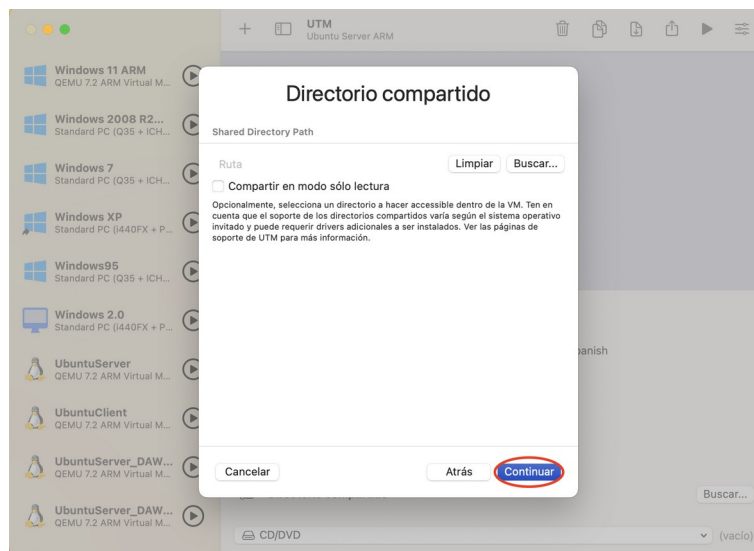 UTM
Ubuntu Server ARM
Windows 11 ARM
QEMU 7.2 ARM Virtual M...
Windows 2008 R2...
Standard PC (Q35 + ICH...
Windows 7
Standard PC (Q35 + ICH...
Windows XP
Standard PC (i440FX + P...
Windows95
Standard PC (Q35 + ICH...
Windows 2.0
Standard PC (i440FX + P...
UbuntuServer
QEMU 7.2 ARM Virtual M...
UbuntuClient
QEMU 7.2 ARM Virtual M...
UbuntuServer_DAW...
QEMU 7.2 ARM Virtual M...
UbuntuServer_DAW...
QEMU 7.2 ARM Virtual M...
Directorio compartido
Shared Directory Path
Ruta Limpiar Buscar...
Compartir en modo sólo lectura
Opcionalmente, selecciona un directorio a hacer accessible dentro de la VM. Ten en
cuenta que el soporte de los directorios compartidos varía según el sistema operativo
invitado y puede requerir drivers adicionales a ser instalados. Ver las páginas de
soporte de UTM para más información.
Cancelar Atrás Continuar
Buscar...
CD/DVD (vacío)